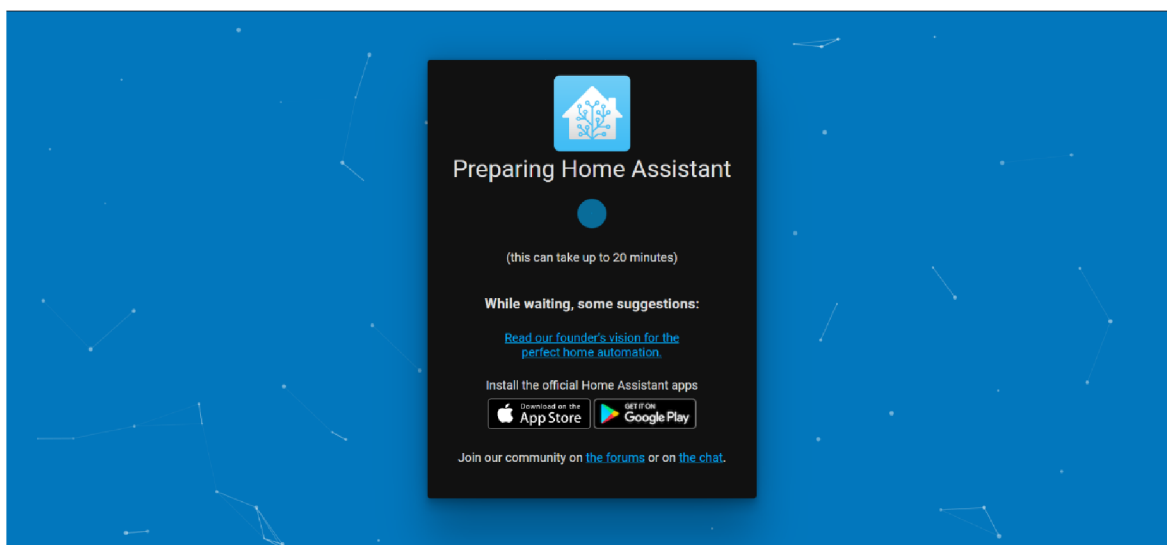 Preparing Home Assistant
(this can take up to 20 minutes)
While waiting, some suggestions:
Read our founder's vision for the
perfect home automation.
Install the official Home Assistant apps
Download on the
App Store
GET IT ON
Google Play
Join our community on the forums or on the chat.